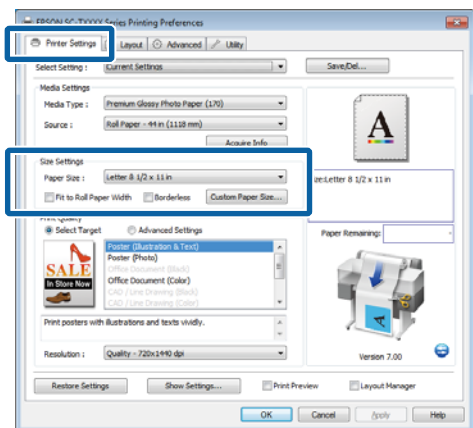 EPSON SC-TXXXX Series Printing Preferences
Printer Settings Layout Advanced Utility
Select Setting : Current Settings Save/Del...
Media Settings
Media Type : Premium Glossy Photo Paper (170)
Source : Roll Paper - 44 in (1118 mm)
Acquire Info
A
Size Settings
Paper Size : Letter 8 1/2 x 11 in
Size:Letter 8 1/2 x 11 in
Fit to Roll Paper Width Borderless Custom Paper Size...
Print Quality
Select Target Advanced Settings
Paper Remaining: -
SALE
In Store Now
Poster (Illustration & Text)
Poster (Photo)
Office Document (Black)
Office Document (Color)
CAD / Line Drawing (Black)
CAD / Line Drawing (Color)
Print posters with illustrations and texts vividly.
Resolution : Quality - 720x1440 dpi
Version 7.00
Restore Settings Show Settings... Print Preview Layout Manager
OK Cancel Apply Help